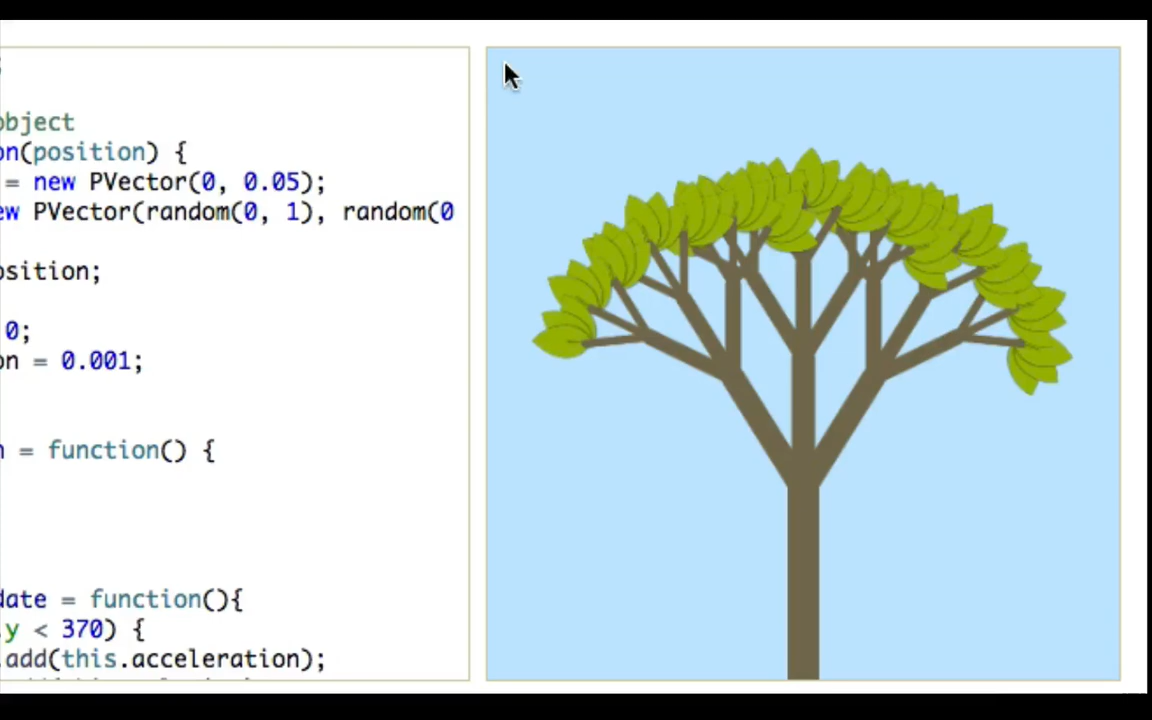 ;
object
on(position) {
= new PVector(0, 0.05);
ew PVector(random(0, 1), random(0
osition;
0;
on = 0.001;
n = function() {
date = function(){
.y < 370) {
.add(this.acceleration);